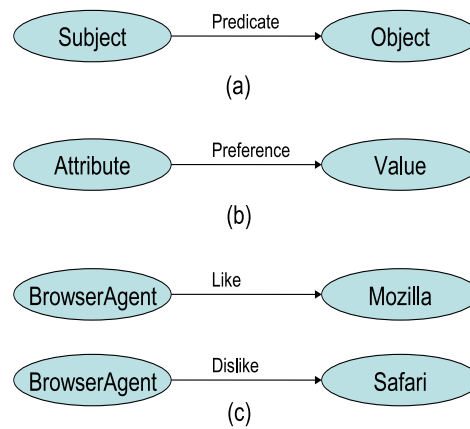 Predicate
Subject Object
(a)
Preference
Attribute Value
(b)
Like
BrowserAgent Mozilla
Dislike
BrowserAgent Safari
(c)